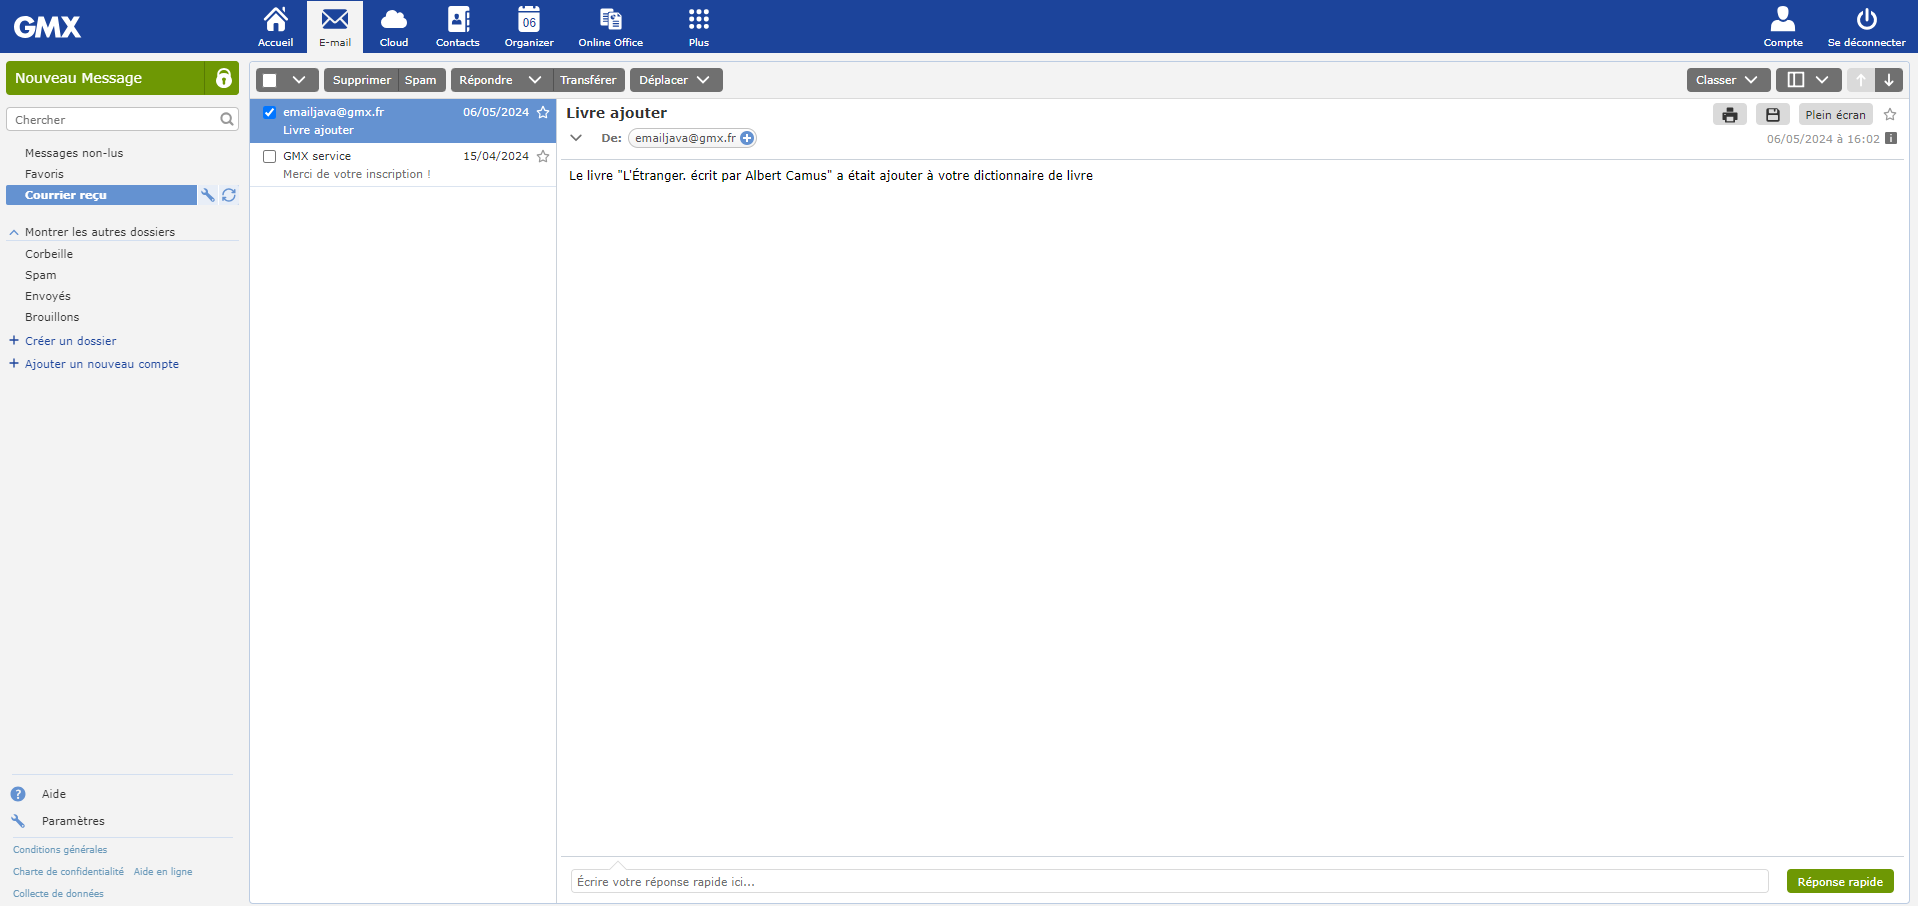 GMX
Accueil
E-mail
Cloud
Contacts
06
Organizer
Online Office
Plus
Compte
Se déconnecter
Nouveau Message
Supprimer
Spam
Répondre
Transférer
Déplacer
Classer
Chercher
Messages non-lus
Favoris
Courrier reçu
Montrer les autres dossiers
Corbeille
Spam
Envoyés
Brouillons
+ Créer un dossier
+ Ajouter un nouveau compte
emailjava@gmx.fr 06/05/2024
Livre ajouter
GMX service 15/04/2024
Merci de votre inscription !
Livre ajouter
Plein écran
De: emailjava@gmx.fr
06/05/2024 à 16:02
Le livre "L'Étranger. écrit par Albert Camus" a était ajouter à votre dictionnaire de livre
Aide
Paramètres
Conditions générales
Charte de confidentialité Aide en ligne
Collecte de données
Écrire votre réponse rapide ici...
Réponse rapide